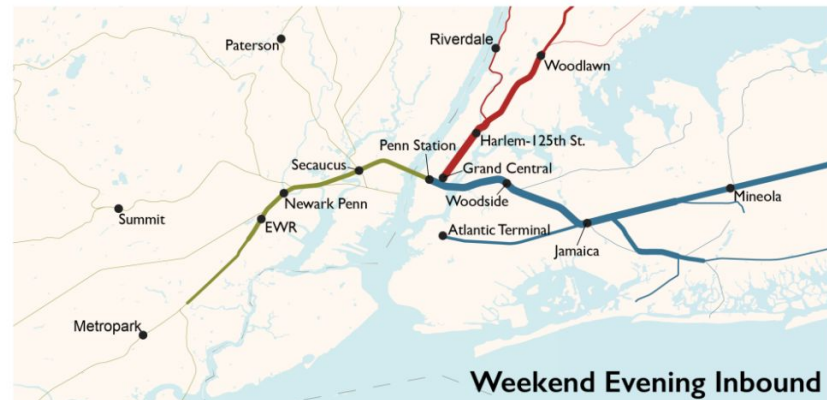 Paterson
Riverdale
Woodlawn
Harlem-125th St.
Penn Station
Secaucus
Grand Central
Newark Penn
Woodside
Mineola
Summit
EWR
Atlantic Terminal
Jamaica
Metropark
Weekend Evening Inbound